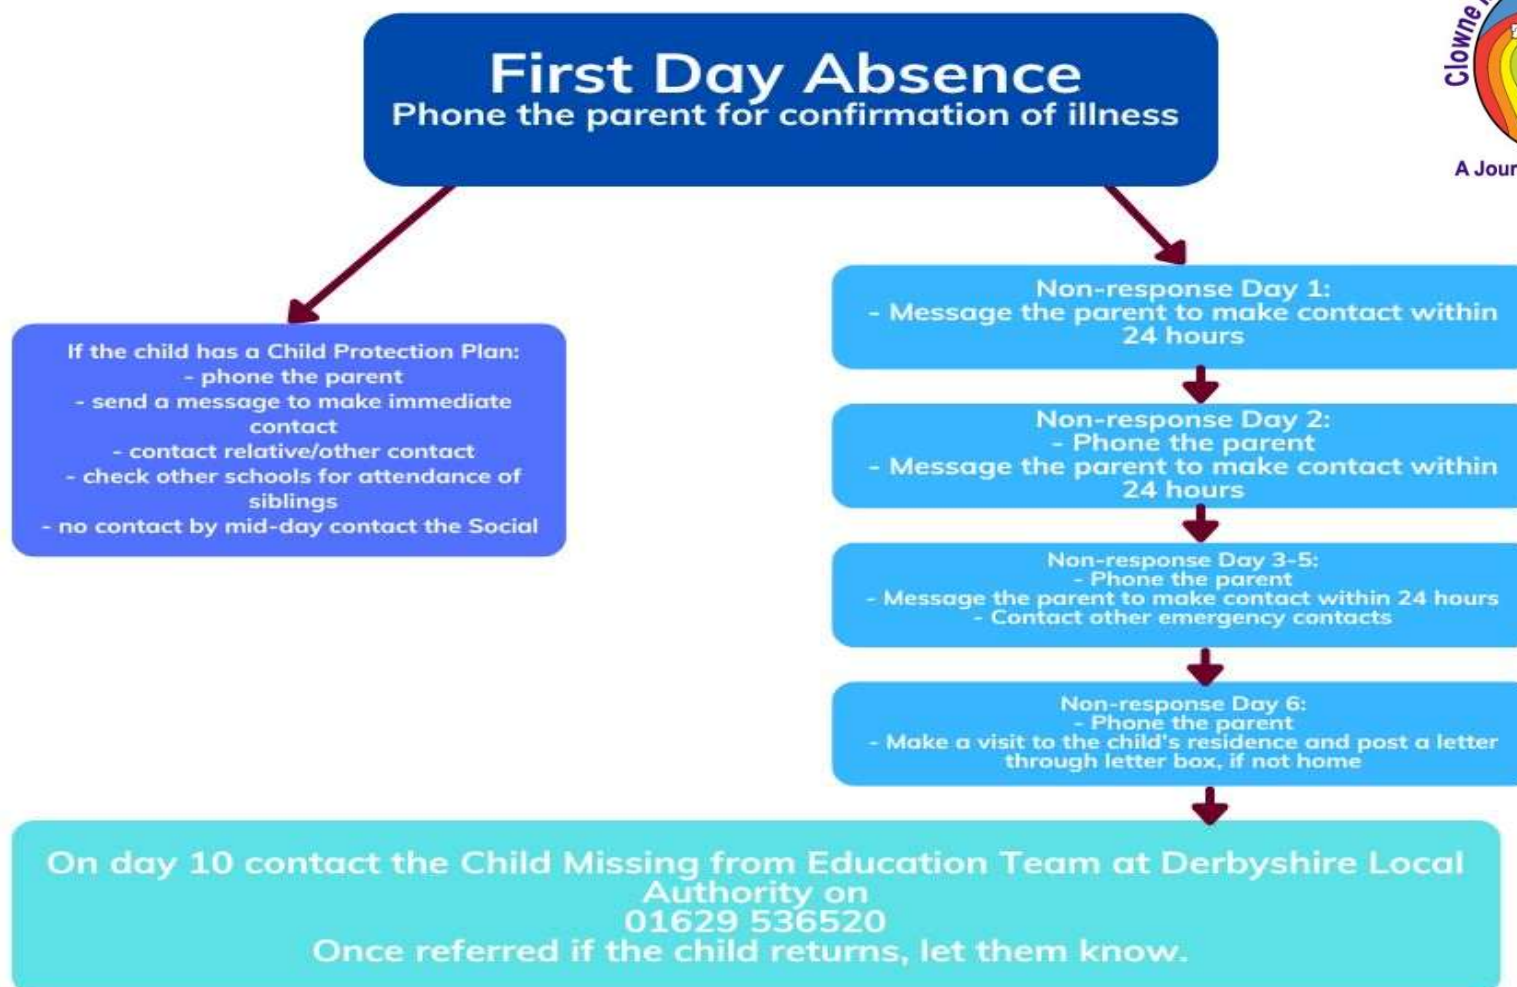 First Day Absence
Phone the parent for confirmation of illness
Clowne
A Jour
If the child has a Child Protection Plan:
- phone the parent
- send a message to make immediate
contact
- contact relative/other contact
- check other schools for attendance of
siblings
- no contact by mid-day contact the Social
Non-response Day 1:
- Message the parent to make contact within
24 hours
Non-response Day 2:
- Phone the parent
- Message the parent to make contact within
24 hours
Non-response Day 3-5:
- Phone the parent
- Message the parent to make contact within 24 hours
- Contact other emergency contacts
Non-response Day 6:
- Phone the parent
- Make a visit to the child's residence and post a letter
through letter box, if not home
On day 10 contact the Child Missing from Education Team at Derbyshire Local
Authority on
01629 536520
Once referred if the child returns, let them know.